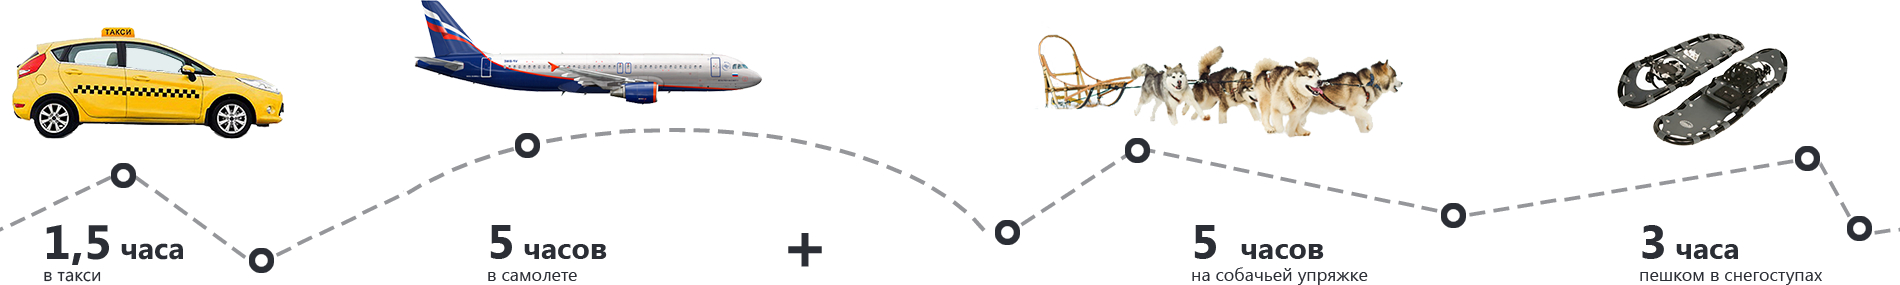 ТАКСИ
1,5 часа
в такси
5 часов
в самолете
+
5 часов
на собачьей упряжке
3 часа
пешком в снегоступах